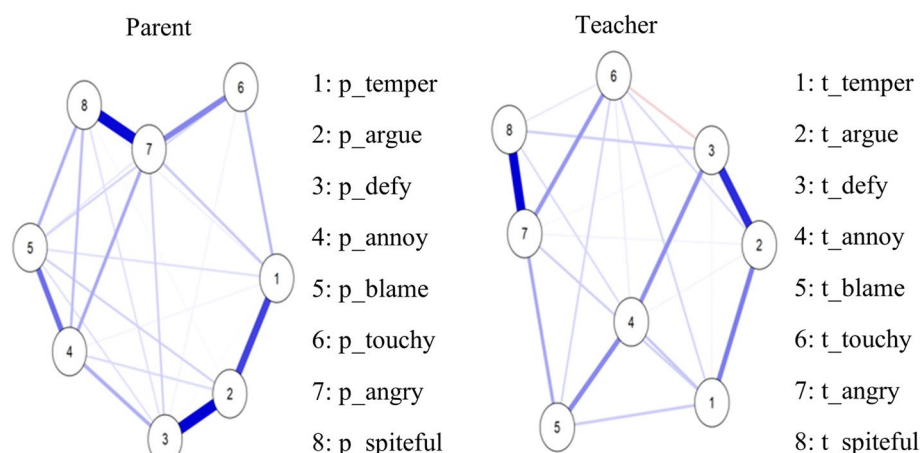 Parent
8
6
7
5
1
4
2
3
1: p_temper
2: p_argue
3: p_defy
4: p_annoy
5: p_blame
6: p_touchy
7: p_angry
8: p_spiteful
Teacher
6
8
3
7
2
4
1
5
1: t_temper
2: t_argue
3: t_defy
4: t_annoy
5: t_blame
6: t_touchy
7: t_angry
8: t_spiteful